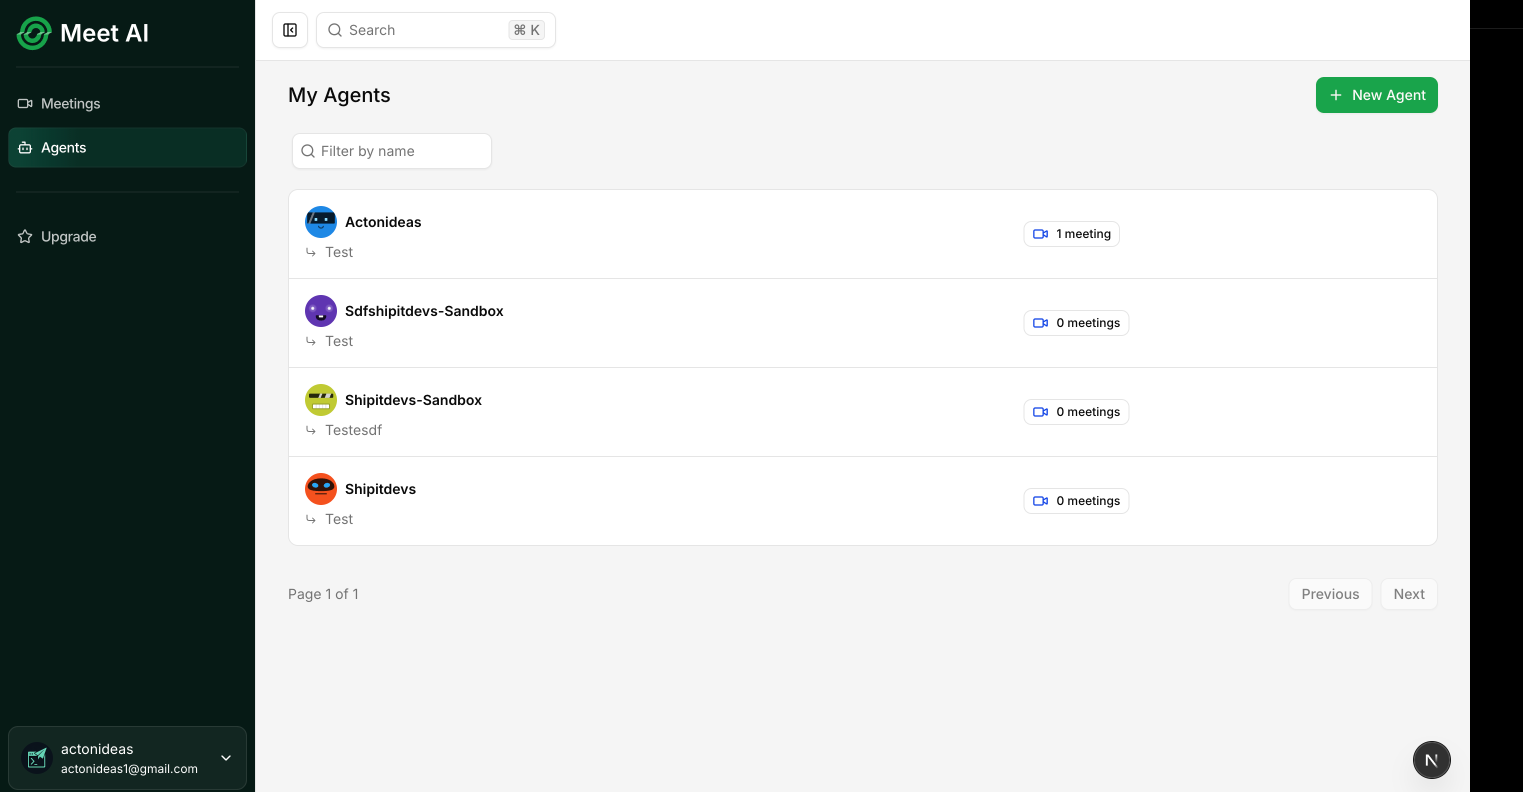 Meet AI
Meetings
Agents
Upgrade
actonideas
actonideas1@gmail.com
Search
⌘ K
My Agents
New Agent
Filter by name
Actonideas
Test
1 meeting
Sdfshipitdevs-Sandbox
Test
0 meetings
Shipitdevs-Sandbox
Testesdf
0 meetings
Shipitdevs
Test
0 meetings
Page 1 of 1
Previous
Next
N